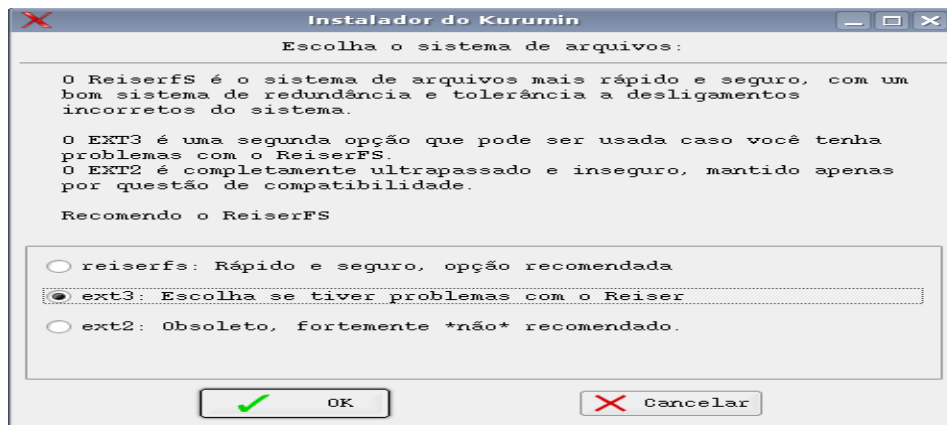 Instalador do Kurumin
Escolha o sistema de arquivos:
O ReiserfS é o sistema de arquivos mais rápido e seguro, com um
bom sistema de redundância e tolerância a desligamentos
incorretos do sistema.
O EXT3 é uma segunda opção que pode ser usada caso você tenha
problemas com o ReiserFS.
O EXT2 é completamente ultrapassado e inseguro, mantido apenas
por questão de compatibilidade.
Recomendo o ReiserFS
reiserfs: Rápido e seguro, opção recomendada
ext3: Escolha se tiver problemas com o Reiser
ext2: Obsoleto, fortemente *não* recomendado.
OK
Cancelar